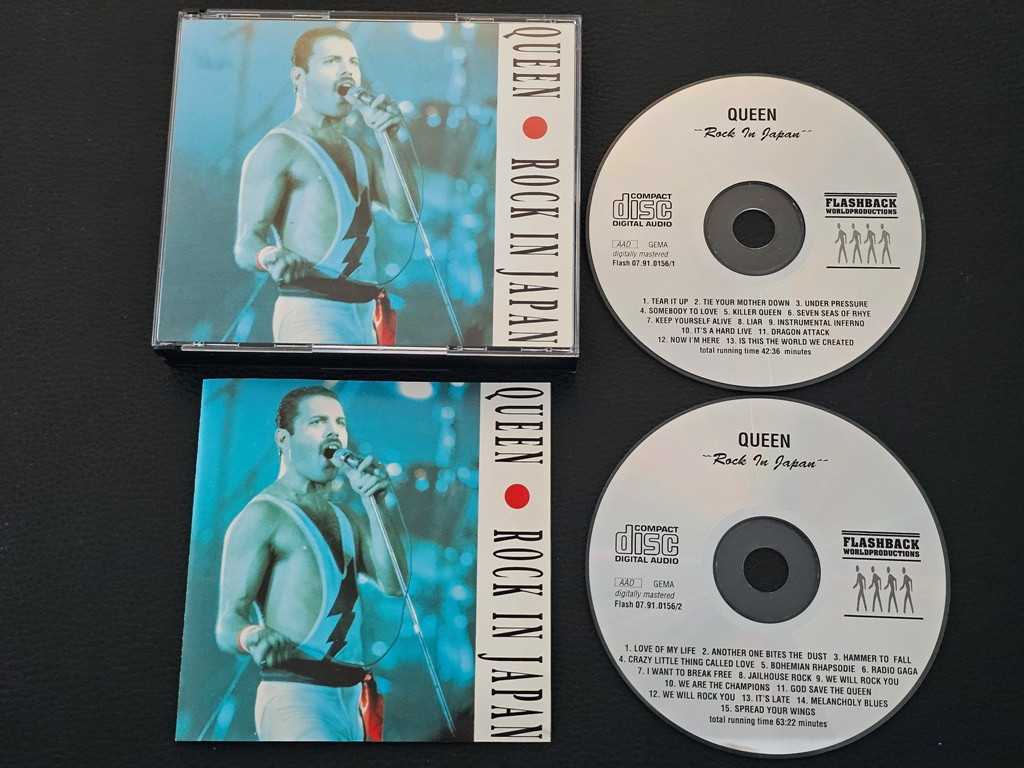 QUEEN ROCK IN JAPAN
QUEEN
~Rock In Japan~
COMPACT
disc
DIGITAL AUDIO
AAD GEMA
digitally mastered
Flash 07.91.0156/1
FLASHBACK
WORLDPRODUCTIONS
1. TEAR IT UP 2. TIE YOUR MOTHER DOWN 3. UNDER PRESSURE
4. SOMEBODY TO LOVE 5. KILLER QUEEN 6. SEVEN SEAS OF RHYE
7. KEEP YOURSELF ALIVE 8. LIAR 9. INSTRUMENTAL INFERNO
10. IT'S A HARD LIVE 11. DRAGON ATTACK
12. NOW I'M HERE 13. IS THIS THE WORLD WE CREATED
total running time 42:36 minutes
QUEEN ROCK IN JAPAN
QUEEN
~Rock In Japan~
COMPACT
disc
DIGITAL AUDIO
AAD GEMA
digitally mastered
Flash 07.91.0156/2
FLASHBACK
WORLDPRODUCTIONS
1. LOVE OF MY LIFE 2. ANOTHER ONE BITES THE DUST 3. HAMMER TO FALL
4. CRAZY LITTLE THING CALLED LOVE 5. BOHEMIAN RHAPSODIE 6. RADIO GAGA
7. I WANT TO BREAK FREE 8. JAILHOUSE ROCK 9. WE WILL ROCK YOU
10. WE ARE THE CHAMPIONS 11. GOD SAVE THE QUEEN
12. WE WILL ROCK YOU 13. IT'S LATE 14. MELANCHOLY BLUES
15. SPREAD YOUR WINGS
total running time 63:22 minutes